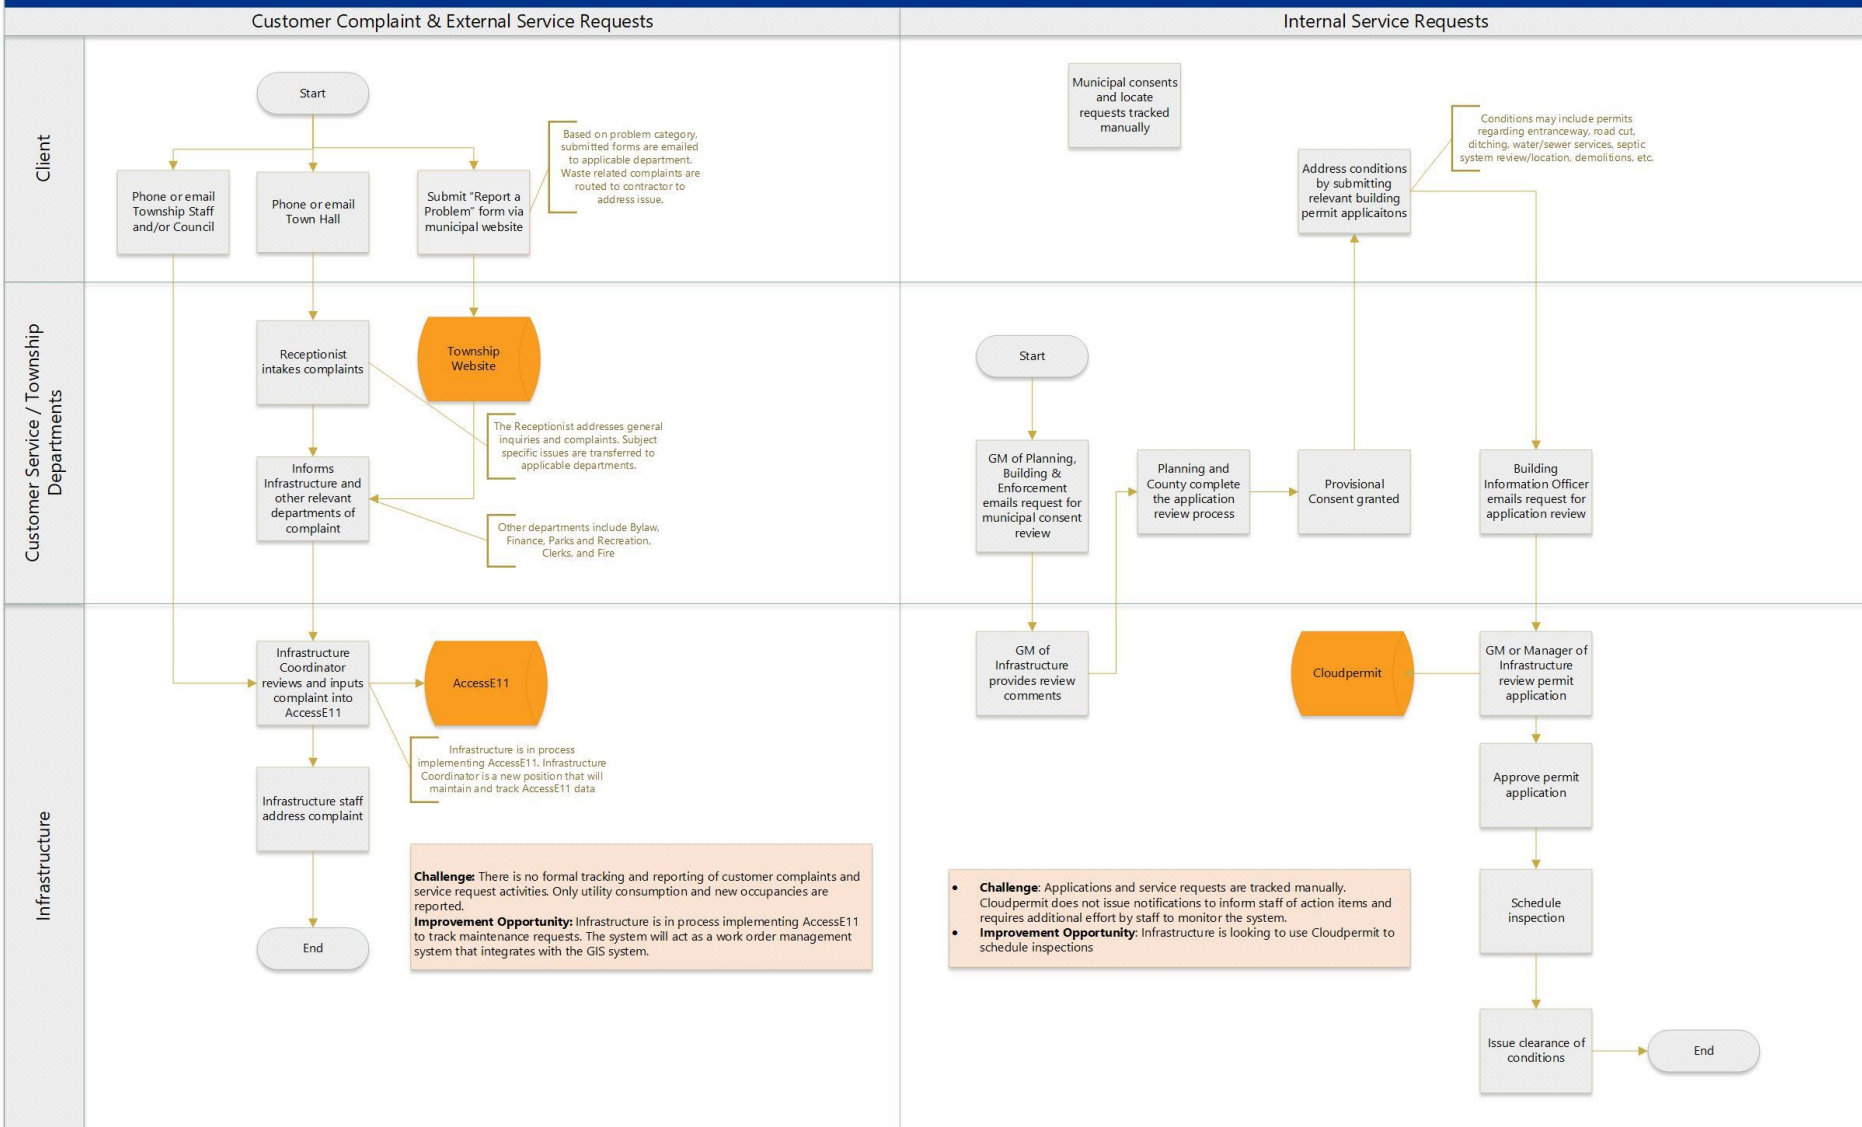 Customer Complaint & External Service Requests
Internal Service Requests
Client
Start
Phone or email
Township Staff
and/or Council
Phone or email
Town Hall
Submit "Report a
Problem" form via
municipal website
Based on problem category,
submitted forms are emailed
to applicable department.
Waste related complaints are
routed to contractor to
address issue.
Municipal consents
and locate
requests tracked
manually
Address conditions
by submitting
relevant building
permit applicaitons
Conditions may include permits
regarding entranceway, road cut,
ditching, water/sewer services, septic
system review/location, demolitions, etc.
Customer Service / Township
Departments
Receptionist
intakes complaints
Township
Website
The Receptionist addresses general
inquiries and complaints. Subject
specific issues are transferred to
applicable departments.
Informs
Infrastructure and
other relevant
departments of
complaint
Other departments include Bylaw,
Finance, Parks and Recreation,
Clerks, and Fire
Start
GM of Planning,
Building &
Enforcement
emails request for
municipal consent
review
Planning and
County complete
the application
review process
Provisional
Consent granted
Building
Information Officer
emails request for
application review
Infrastructure
Infrastructure
Coordinator
reviews and inputs
complaint into
AccessE11
AccessE11
Infrastructure is in process
implementing AccessE11. Infrastructure
Coordinator is a new position that will
maintain and track AccessE11 data
Infrastructure staff
address complaint
End
Challenge: There is no formal tracking and reporting of customer complaints and
service request activities. Only utility consumption and new occupancies are
reported.
Improvement Opportunity: Infrastructure is in process implementing AccessE11
to track maintenance requests. The system will act as a work order management
system that integrates with the GIS system.
GM of
Infrastructure
provides review
comments
Cloudpermit
GM or Manager of
Infrastructure
review permit
application
Approve permit
application
• Challenge: Applications and service requests are tracked manually.
Cloudpermit does not issue notifications to inform staff of action items and
requires additional effort by staff to monitor the system.
• Improvement Opportunity: Infrastructure is looking to use Cloudpermit to
schedule inspections
Schedule
inspection
Issue clearance of
conditions
End